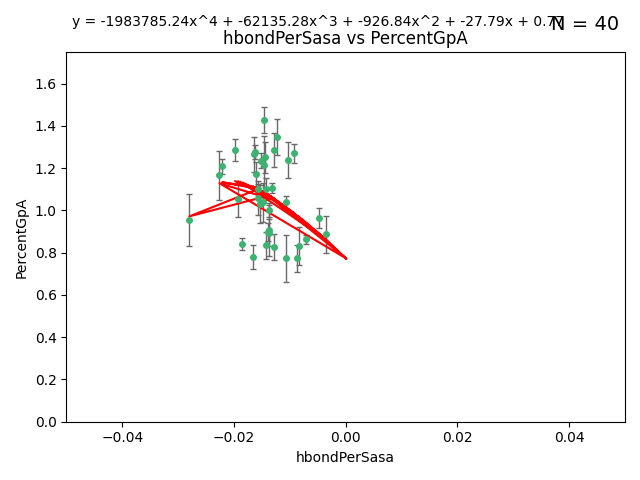 y = -1983785.24x^4 + -62135.28x^3 + -926.84x^2 + -27.79x + 0.77
N = 40
hbondPerSasa vs PercentGpA
1.6
1.4
1.2
1.0
0.8
0.6
0.4
0.2
0.0
PercentGpA
−0.04 −0.02 0.00 0.02 0.04
hbondPerSasa